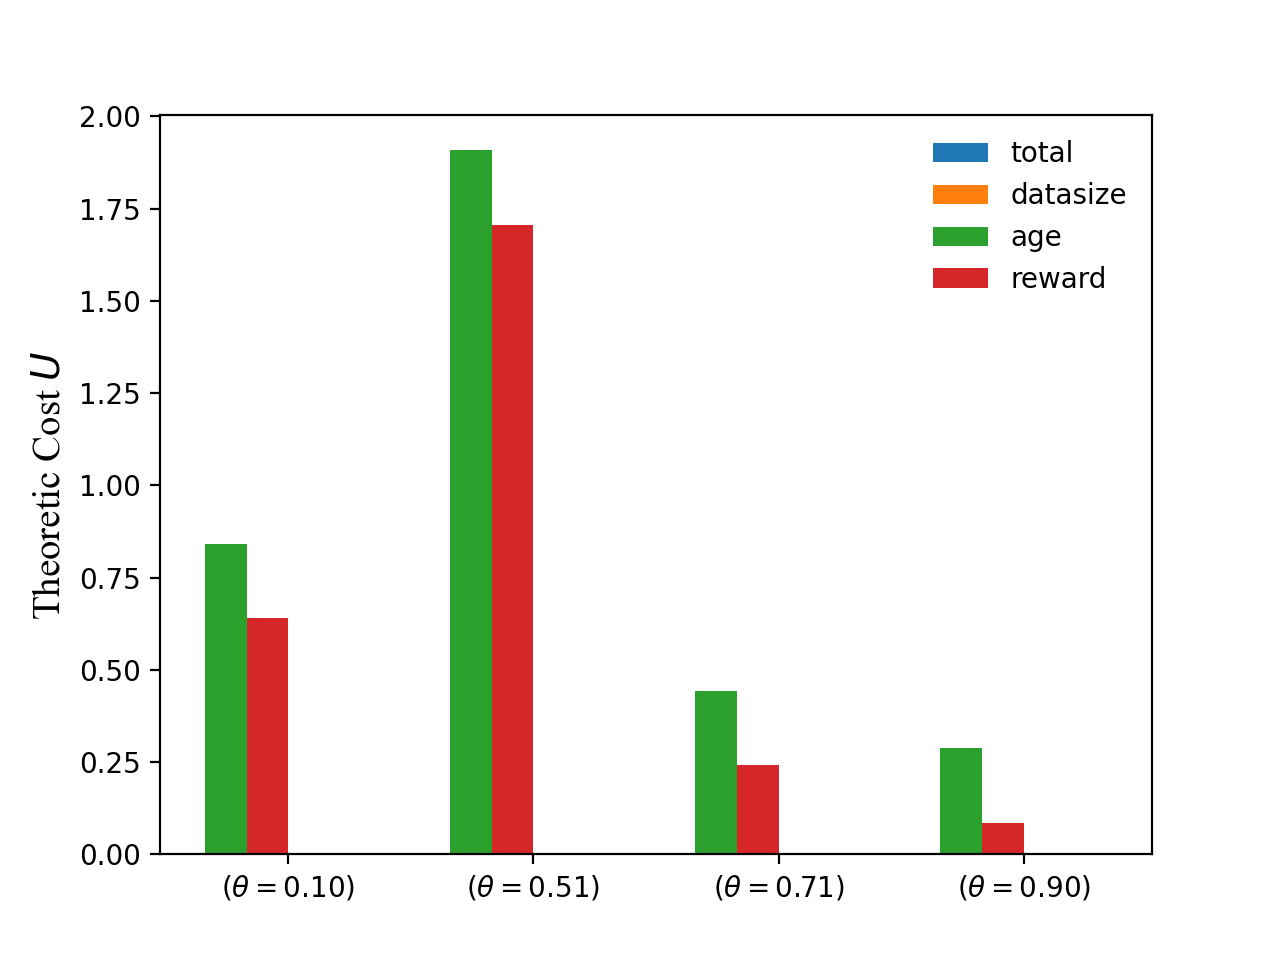 2.00
1.75
1.50
1.25
1.00
0.75
0.50
0.25
0.00
Theoretic Cost U
total
datasize
age
reward
(θ = 0.10)
(θ = 0.51)
(θ = 0.71)
(θ = 0.90)